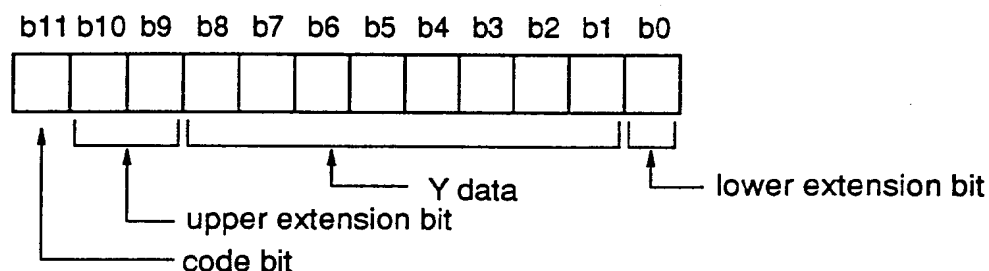 b11 b10 b9 b8 b7 b6 b5 b4 b3 b2 b1 b0
Y data
lower extension bit
upper extension bit
code bit